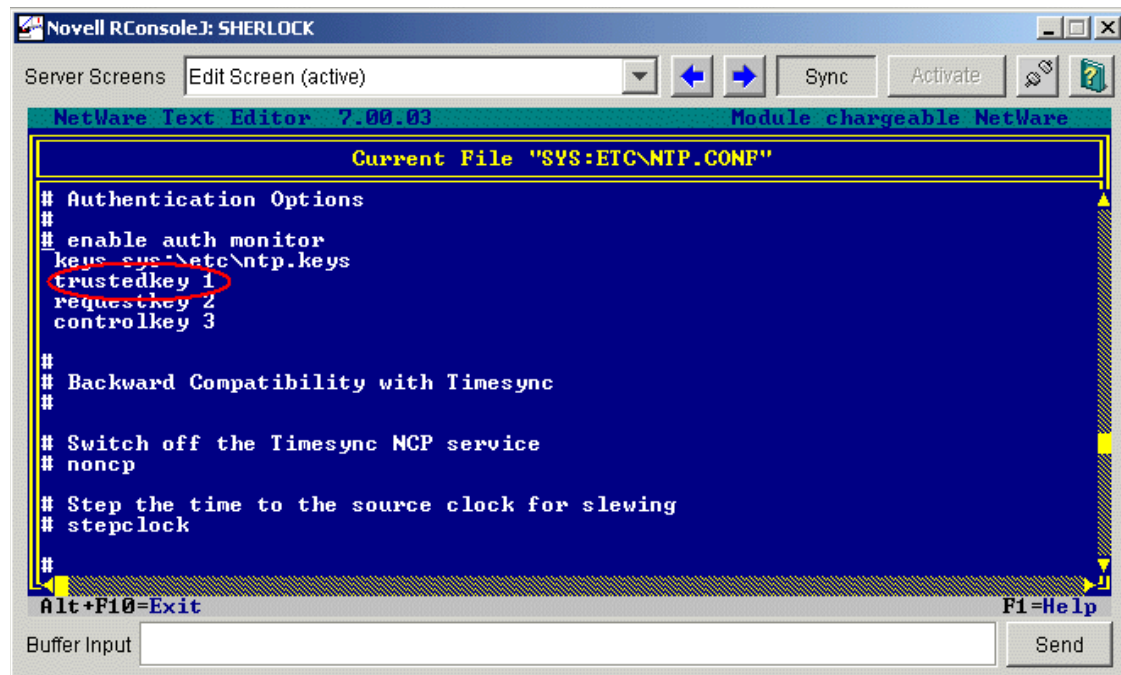 Novell RConsoleJ: SHERLOCK
Server Screens Edit Screen (active) Sync Activate
NetWare Text Editor 7.00.03 Module chargeable NetWare
Current File "SYS:ETC\NTP.CONF"
# Authentication Options
#
# enable auth monitor
keys sys:\etc\ntp.keys
trustedkey 1
requestkey 2
controlkey 3
#
# Backward Compatibility with Timesync
#
# Switch off the Timesync NCP service
# noncp
# Step the time to the source clock for slewing
# stepclock
#
Alt+F10=Exit F1=Help
Buffer Input Send